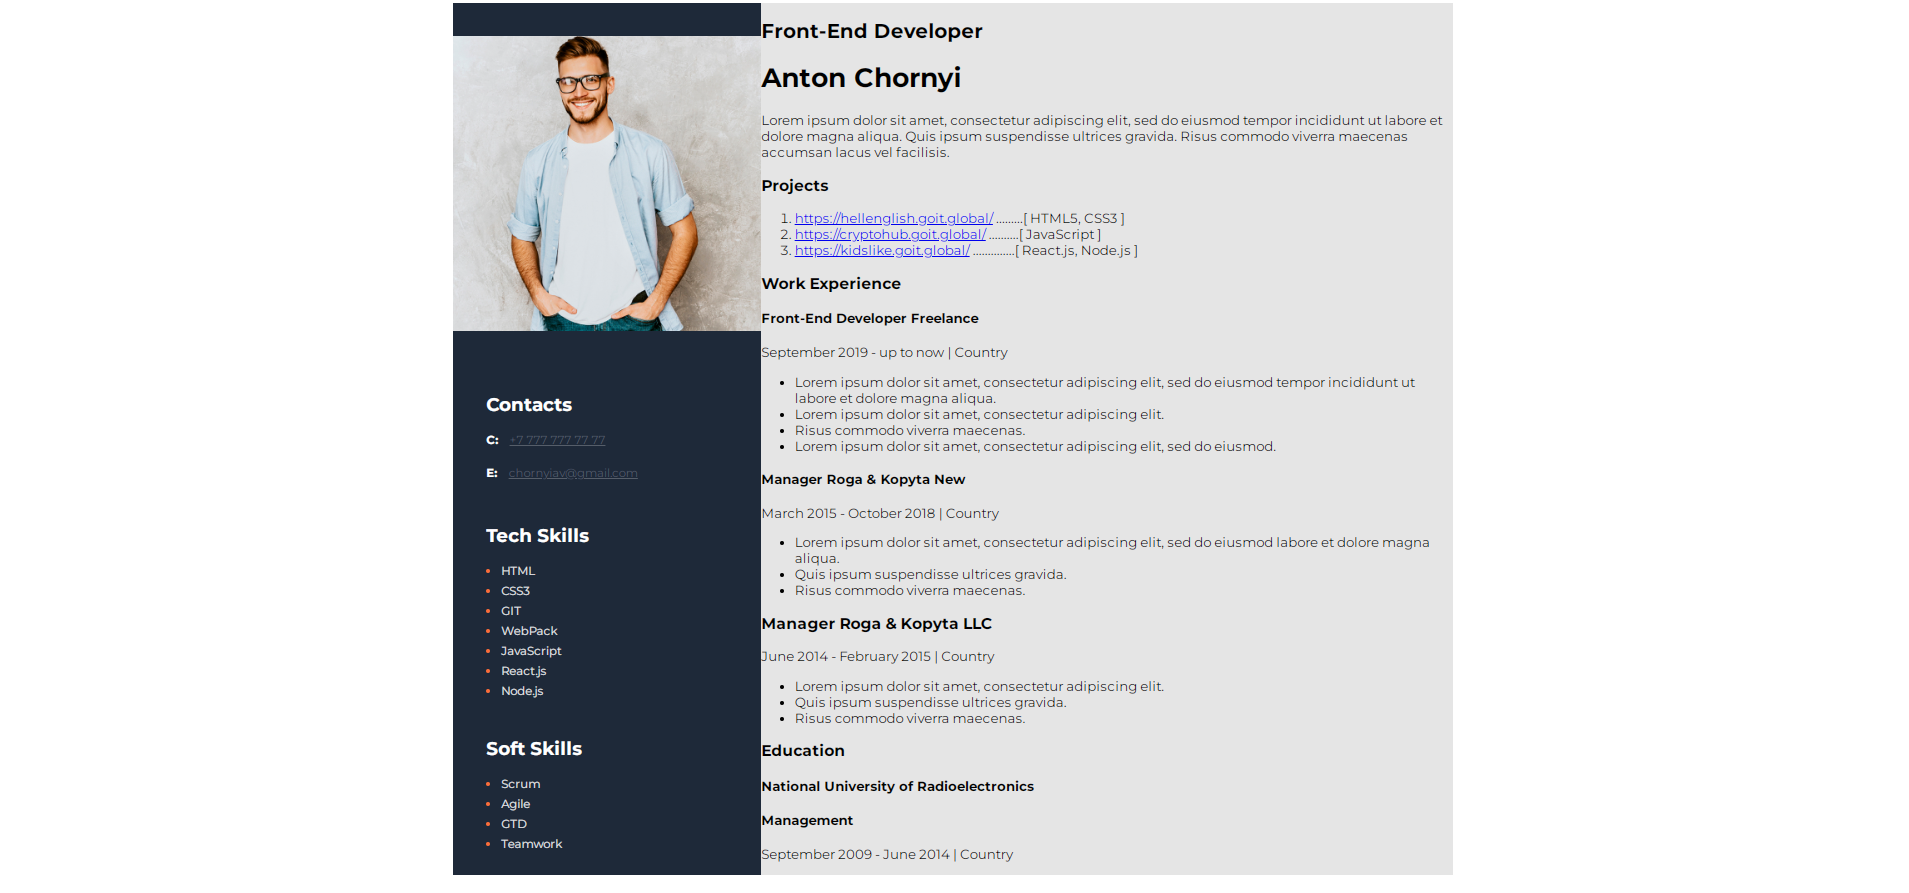 Contacts
C: +7 777 777 77 77
E: chornyiav@gmail.com
Tech Skills
HTML
CSS3
GIT
WebPack
JavaScript
React.js
Node.js
Soft Skills
Scrum
Agile
GTD
Teamwork
Front-End Developer
Anton Chornyi
Lorem ipsum dolor sit amet, consectetur adipiscing elit, sed do eiusmod tempor incididunt ut labore et
dolore magna aliqua. Quis ipsum suspendisse ultrices gravida. Risus commodo viverra maecenas
accumsan lacus vel facilisis.
Projects
1. https://hellenglish.goit.global/ .........[ HTML5, CSS3 ]
2. https://cryptohub.goit.global/ ..........[ JavaScript ]
3. https://kidslike.goit.global/ ..............[ React.js, Node.js ]
Work Experience
Front-End Developer Freelance
September 2019 - up to now | Country
Lorem ipsum dolor sit amet, consectetur adipiscing elit, sed do eiusmod tempor incididunt ut
labore et dolore magna aliqua.
Lorem ipsum dolor sit amet, consectetur adipiscing elit.
Risus commodo viverra maecenas.
Lorem ipsum dolor sit amet, consectetur adipiscing elit, sed do eiusmod.
Manager Roga & Kopyta New
March 2015 - October 2018 | Country
Lorem ipsum dolor sit amet, consectetur adipiscing elit, sed do eiusmod labore et dolore magna
aliqua.
Quis ipsum suspendisse ultrices gravida.
Risus commodo viverra maecenas.
Manager Roga & Kopyta LLC
June 2014 - February 2015 | Country
Lorem ipsum dolor sit amet, consectetur adipiscing elit.
Quis ipsum suspendisse ultrices gravida.
Risus commodo viverra maecenas.
Education
National University of Radioelectronics
Management
September 2009 - June 2014 | Country